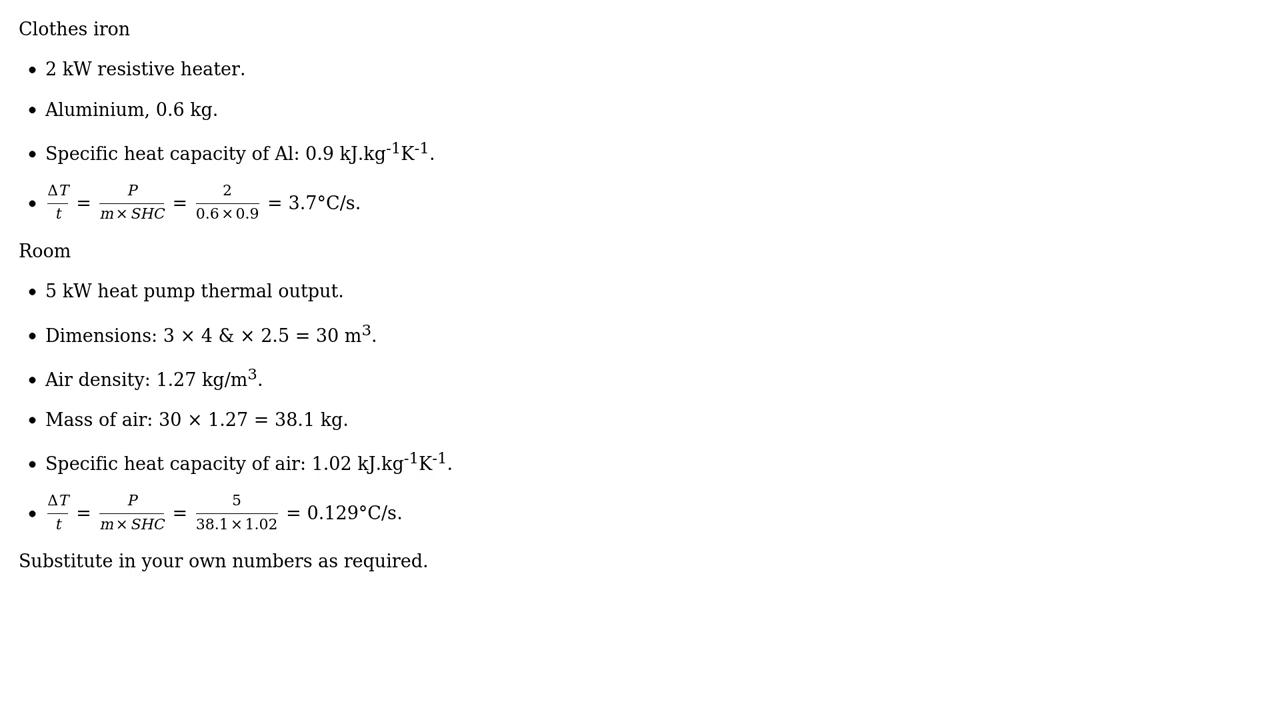 Clothes iron
• 2 kW resistive heater.
• Aluminium, 0.6 kg.
• Specific heat capacity of Al: 0.9 kJ.kg⁻¹K⁻¹.
• ΔT/t = P/(m × SHC) = 2/(0.6 × 0.9) = 3.7°C/s.
Room
• 5 kW heat pump thermal output.
• Dimensions: 3 × 4 & × 2.5 = 30 m³.
• Air density: 1.27 kg/m³.
• Mass of air: 30 × 1.27 = 38.1 kg.
• Specific heat capacity of air: 1.02 kJ.kg⁻¹K⁻¹.
• ΔT/t = P/(m × SHC) = 5/(38.1 × 1.02) = 0.129°C/s.
Substitute in your own numbers as required.